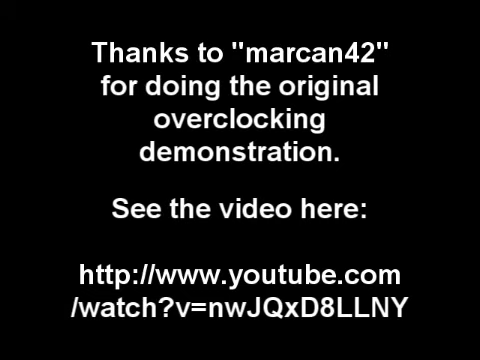 Thanks to "marcan42"
for doing the original
overclocking
demonstration.
See the video here:
http://www.youtube.com
/watch?v=nwJQxD8LLNY